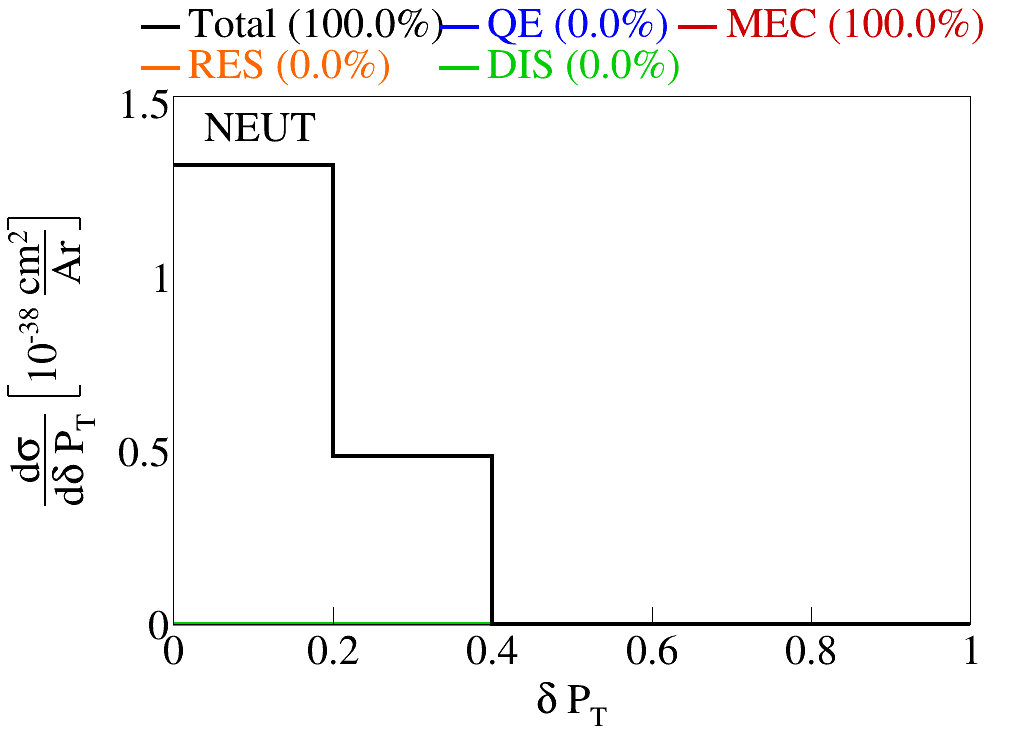 Total (100.0%) QE (0.0%) MEC (100.0%)
RES (0.0%) DIS (0.0%)
NEUT
1.5
1
0.5
0
0 0.2 0.4 0.6 0.8 1
δ P_T
dσ/dδ P_T [10^-38 cm^2/Ar]